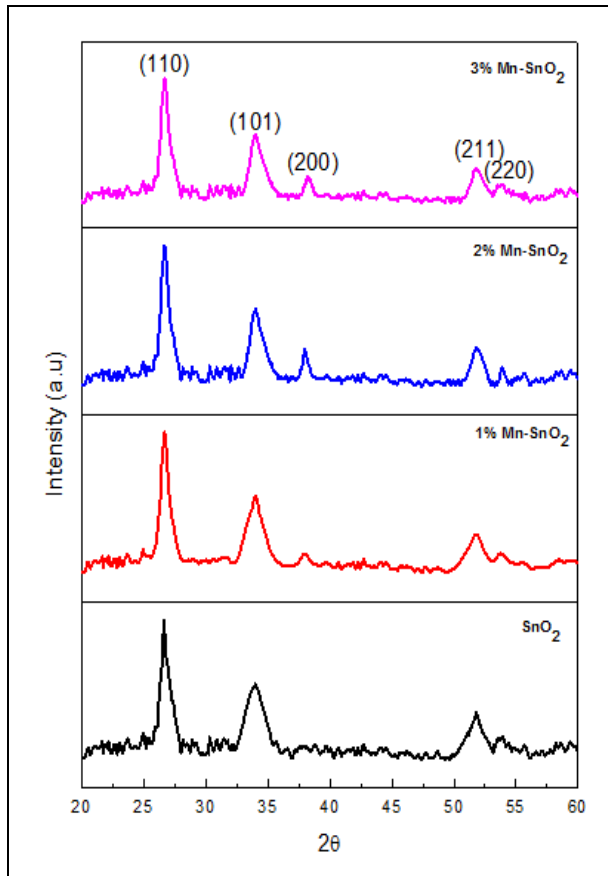 3% Mn-SnO2
(110)
(101)
(200)
(211)
(220)
2% Mn-SnO2
1% Mn-SnO2
SnO2
Intensity (a.u)
20 25 30 35 40 45 50 55 60
2θ